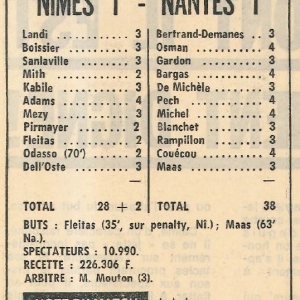 NIMES 1 - NANTES 1
Landi 3 Bertrand-Demanes .. 3
Boissier 3 Osman 4
Sanlaville 3 Gardon 3
Mith 2 Bargas 4
Kabile 3 De Michèle 3
Adams 4 Pech 4
Mezy 3 Michel 4
Pirmayer 2 Blanchet 3
Fleitas 2 Rampillon 3
Odasso (70') 2 Couécou 4
Dell'Oste 3 Maas 3
TOTAL 28 + 2 TOTAL 38
BUTS : Fleitas (35', sur penalty, Ni.) ; Maas (63'
Na.).
SPECTATEURS : 10.990.
RECETTE : 226.306 F.
ARBITRE : M. Mouton (3).